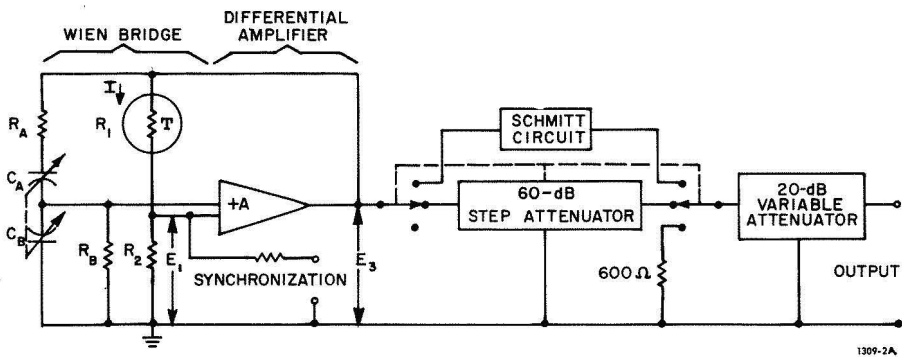 WIEN BRIDGE
DIFFERENTIAL
AMPLIFIER
I
RA
R1
T
CA
CB
RB
R2
E1
+A
E3
SYNCHRONIZATION
SCHMITT
CIRCUIT
60-dB
STEP ATTENUATOR
600 Ω
20-dB
VARIABLE
ATTENUATOR
OUTPUT
1309-2A